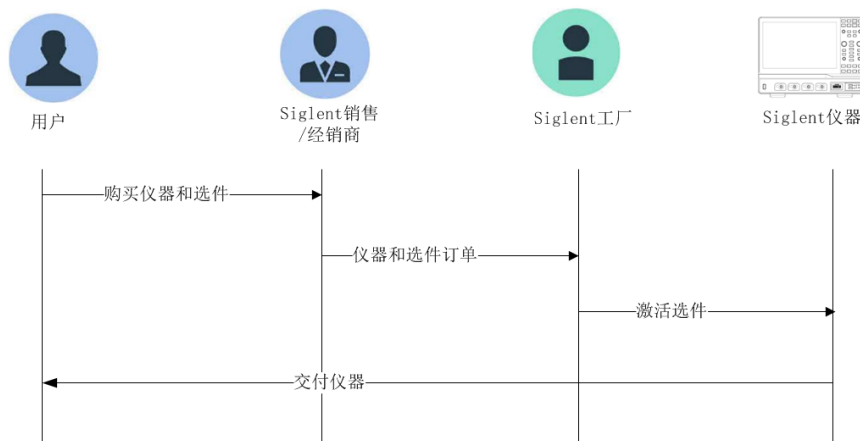 用户
Siglent销售
/经销商
Siglent工厂
Siglent仪器
购买仪器和选件
仪器和选件订单
激活选件
交付仪器